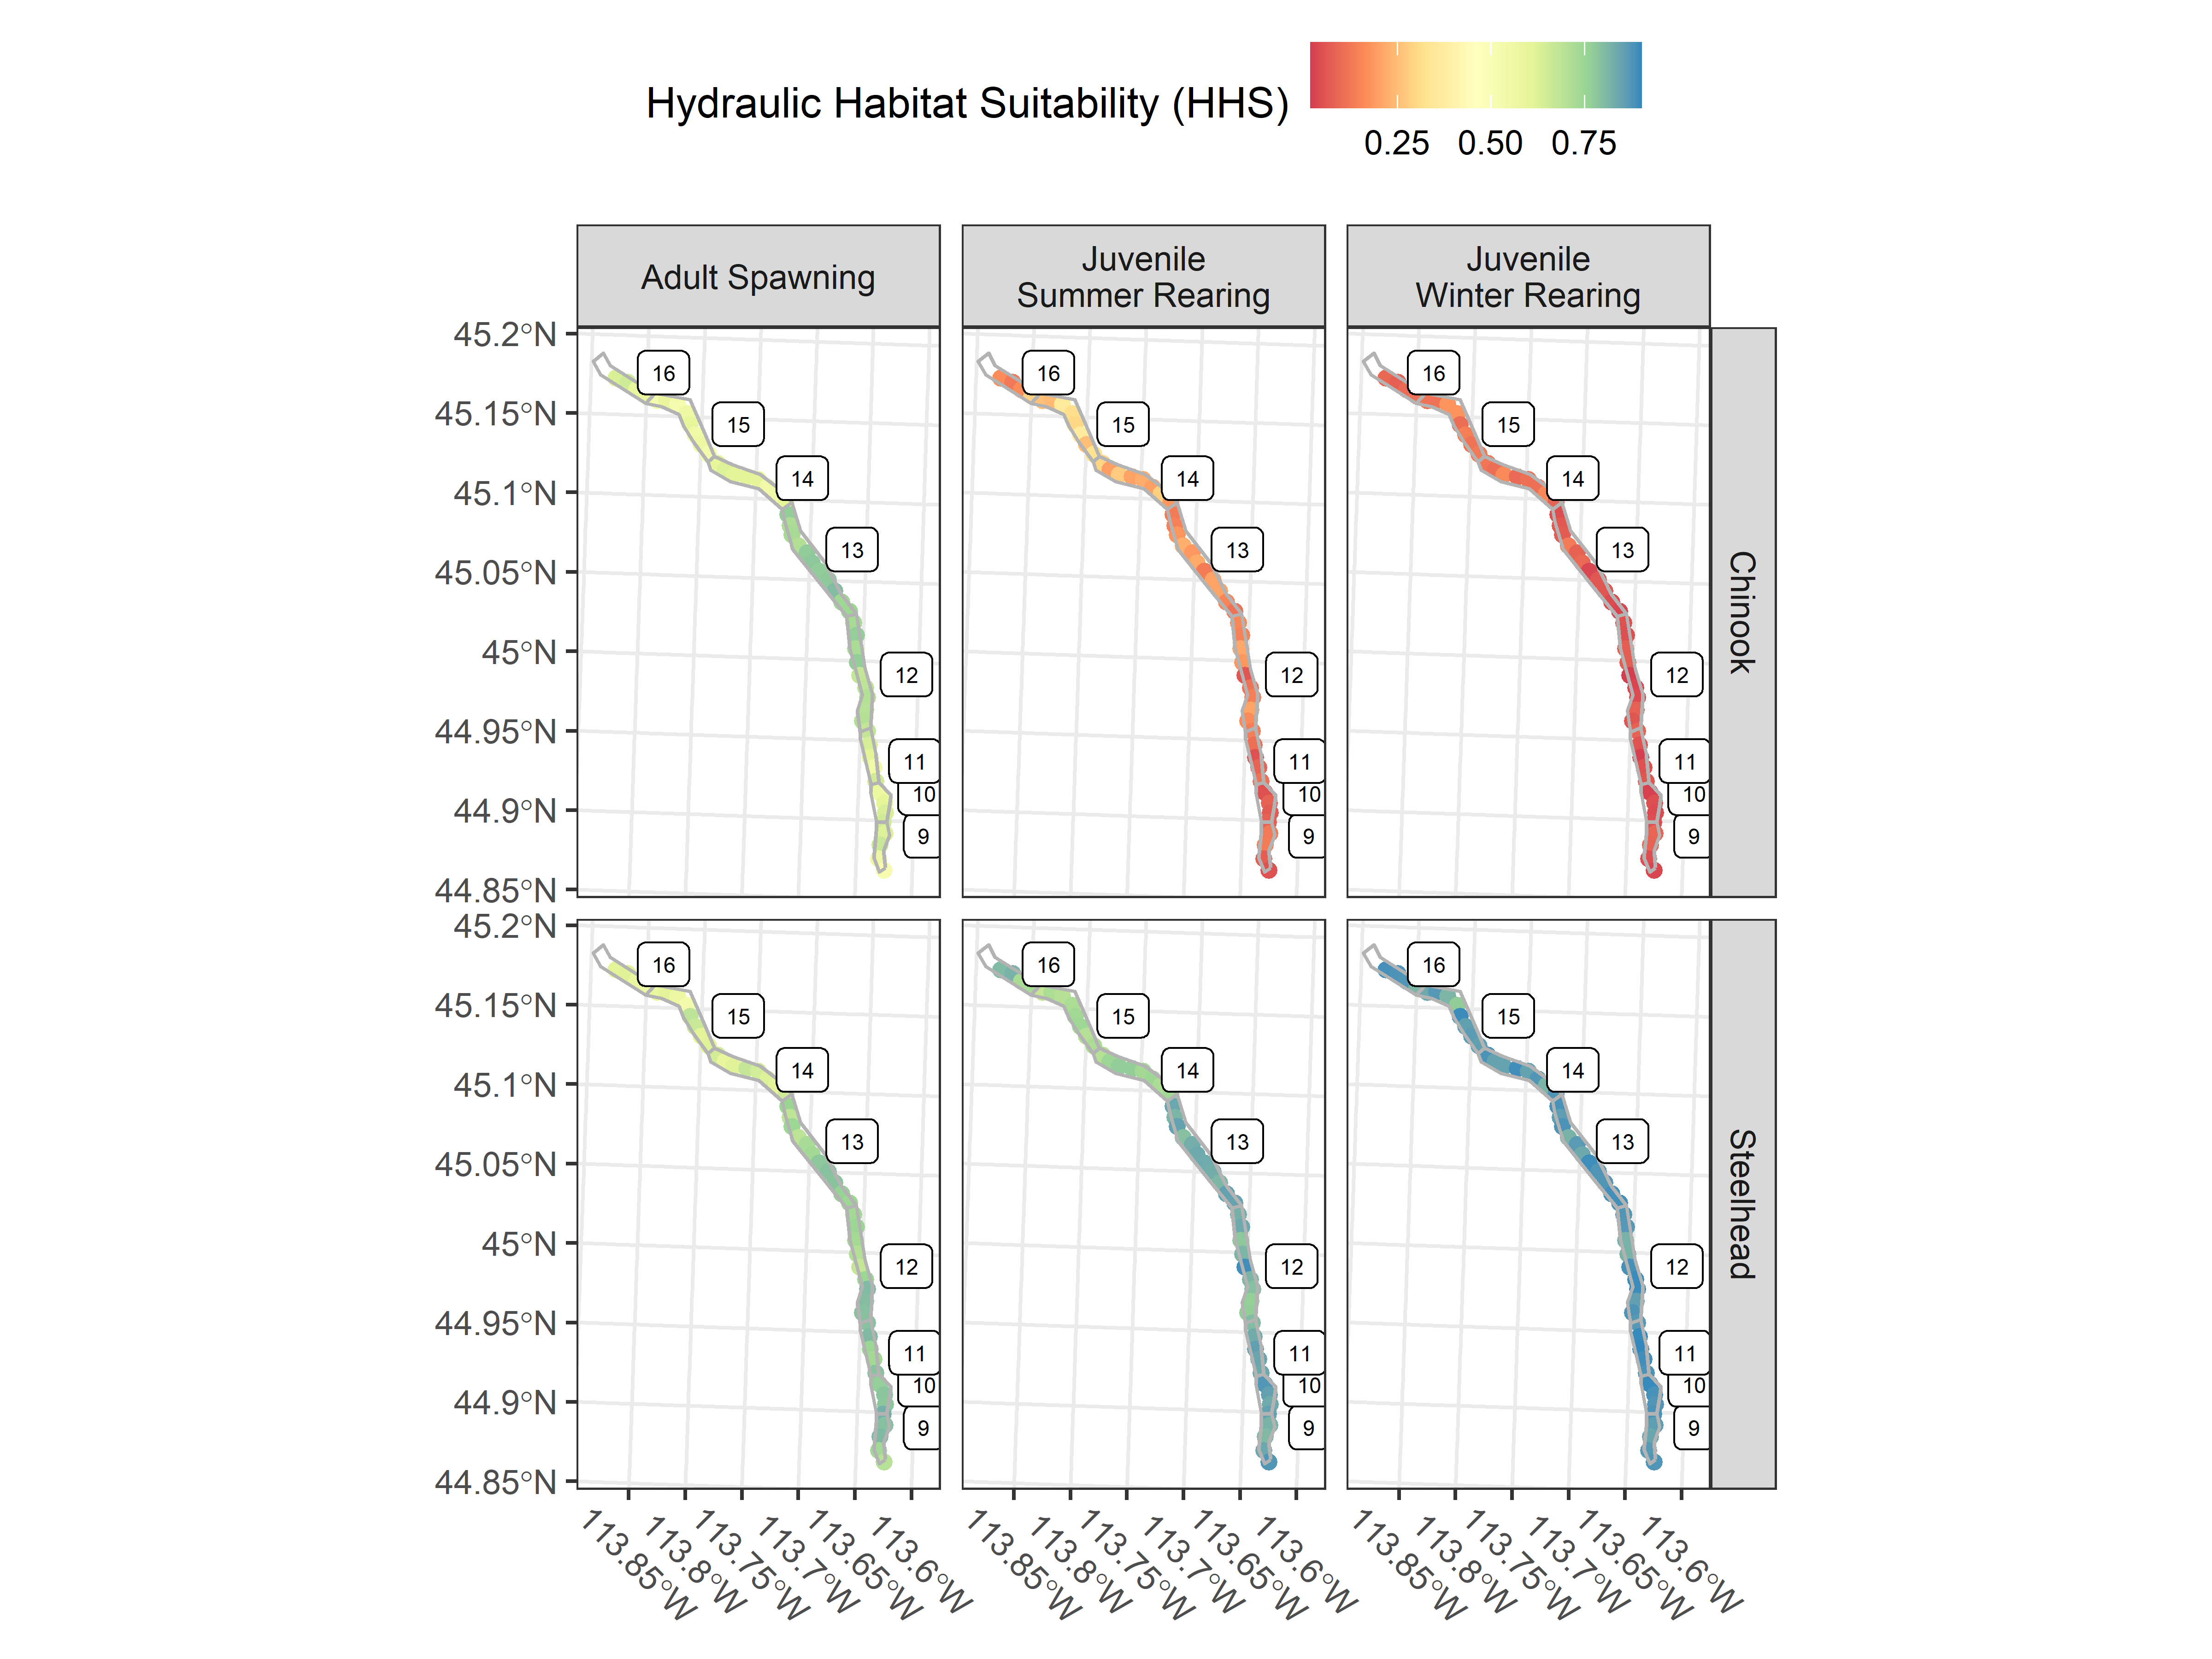 Hydraulic Habitat Suitability (HHS)
0.25 0.50 0.75
Adult Spawning
Juvenile
Summer Rearing
Juvenile
Winter Rearing
45.2°N
45.15°N
45.1°N
45.05°N
45°N
44.95°N
44.9°N
44.85°N
16
15
14
13
12
11
10
9
16
15
14
13
12
11
10
9
16
15
14
13
12
11
10
9
Chinook
45.2°N
45.15°N
45.1°N
45.05°N
45°N
44.95°N
44.9°N
44.85°N
16
15
14
13
12
11
10
9
16
15
14
13
12
11
10
9
16
15
14
13
12
11
10
9
Steelhead
113.85°W
113.8°W
113.75°W
113.7°W
113.65°W
113.6°W
113.85°W
113.8°W
113.75°W
113.7°W
113.65°W
113.6°W
113.85°W
113.8°W
113.75°W
113.7°W
113.65°W
113.6°W